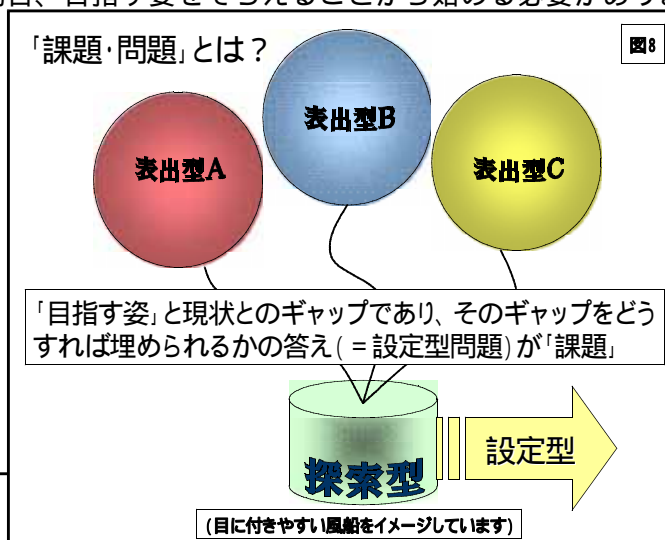 「課題・問題」とは?
図8
表出型A
表出型B
表出型C
「目指す姿」と現状とのギャップであり、そのギャップをどう
すれば埋められるかの答え(=設定型問題)が「課題」
探索型
設定型
(目に付きやすい風船をイメージしています)